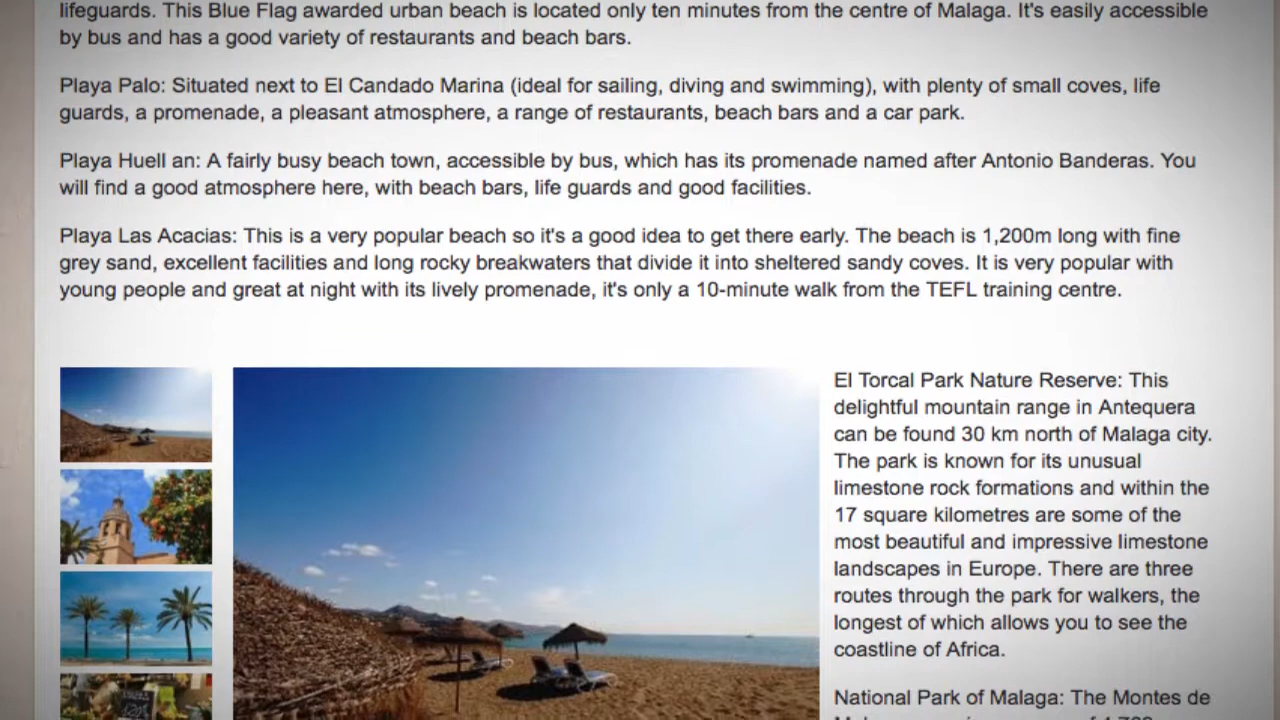 lifeguards. This Blue Flag awarded urban beach is located only ten minutes from the centre of Malaga. It's easily accessible
by bus and has a good variety of restaurants and beach bars.
Playa Palo: Situated next to El Candado Marina (ideal for sailing, diving and swimming), with plenty of small coves, life
guards, a promenade, a pleasant atmosphere, a range of restaurants, beach bars and a car park.
Playa Huell an: A fairly busy beach town, accessible by bus, which has its promenade named after Antonio Banderas. You
will find a good atmosphere here, with beach bars, life guards and good facilities.
Playa Las Acacias: This is a very popular beach so it's a good idea to get there early. The beach is 1,200m long with fine
grey sand, excellent facilities and long rocky breakwaters that divide it into sheltered sandy coves. It is very popular with
young people and great at night with its lively promenade, it's only a 10-minute walk from the TEFL training centre.
El Torcal Park Nature Reserve: This
delightful mountain range in Antequera
can be found 30 km north of Malaga city.
The park is known for its unusual
limestone rock formations and within the
17 square kilometres are some of the
most beautiful and impressive limestone
landscapes in Europe. There are three
routes through the park for walkers, the
longest of which allows you to see the
coastline of Africa.
National Park of Malaga: The Montes de